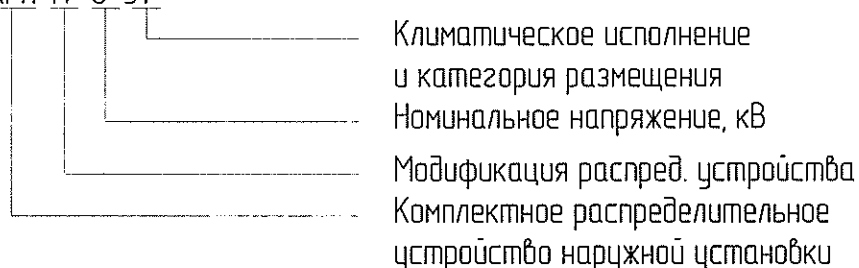 Климатическое исполнение
и категория размещения
Номинальное напряжение, кВ
Модификация распред. устройства
Комплектное распределительное
устройство наружной установки